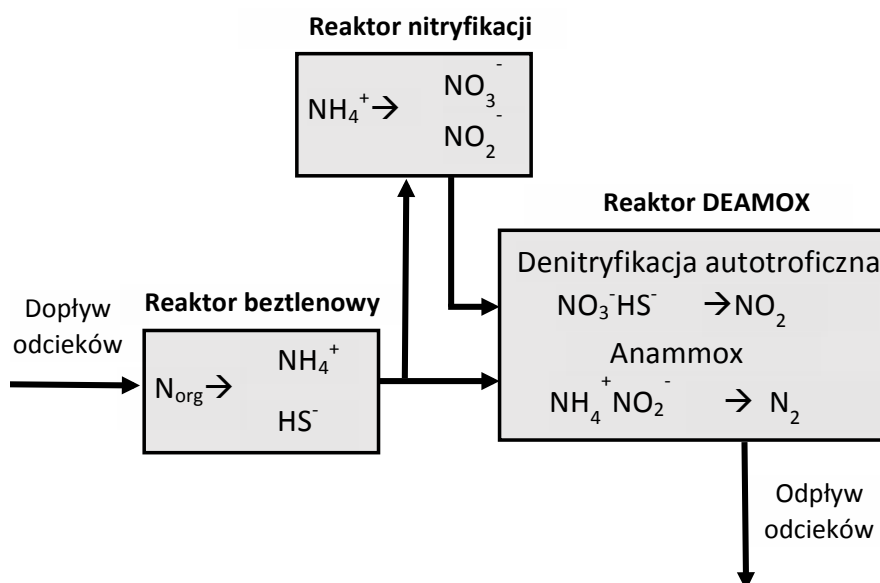 Reaktor nitryfikacji
NH₄⁺→
NO₃⁻
NO₂⁻
Reaktor DEAMOX
Denitryfikacja autotroficzna
NO₃⁻HS⁻ →NO₂
Anammox
NH₄⁺NO₂⁻ → N₂
Dopływ
odcieków
Reaktor beztlenowy
N_org→
NH₄⁺
HS⁻
Odpływ
odcieków